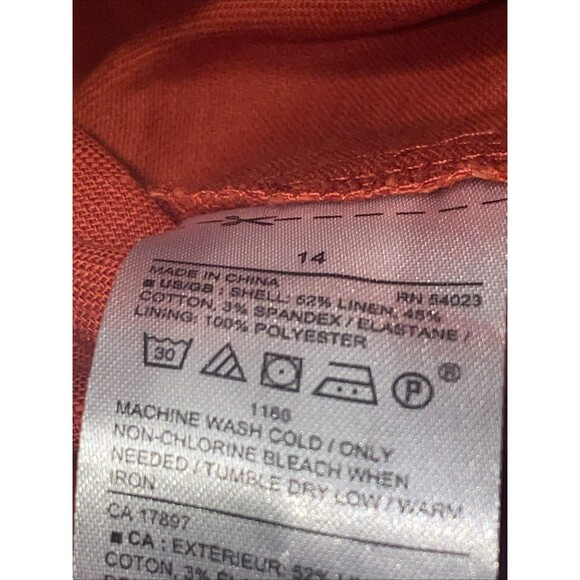 14
MADE IN CHINA RN 54023
■ US/GB : SHELL: 52% LINEN, 45%
COTTON, 3% SPANDEX / ELASTANE /
LINING: 100% POLYESTER
30 P ®
1166
MACHINE WASH COLD / ONLY
NON-CHLORINE BLEACH WHEN
NEEDED / TUMBLE DRY LOW / WARM
IRON
CA 17897
■ CA : EXTERIEUR: 52%
COTON, 3%